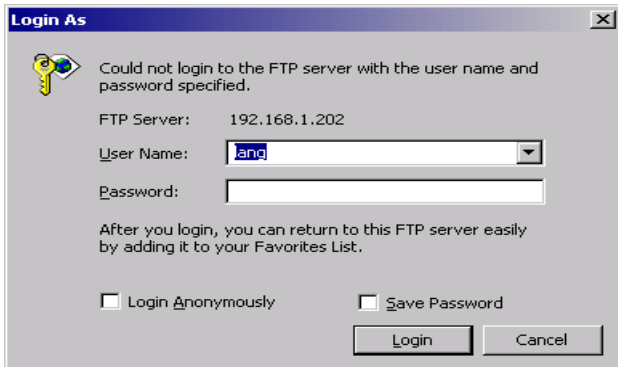 Login As
Could not login to the FTP server with the user name and
password specified.
FTP Server: 192.168.1.202
User Name: lang
Password:
After you login, you can return to this FTP server easily
by adding it to your Favorites List.
Login Anonymously Save Password
Login Cancel